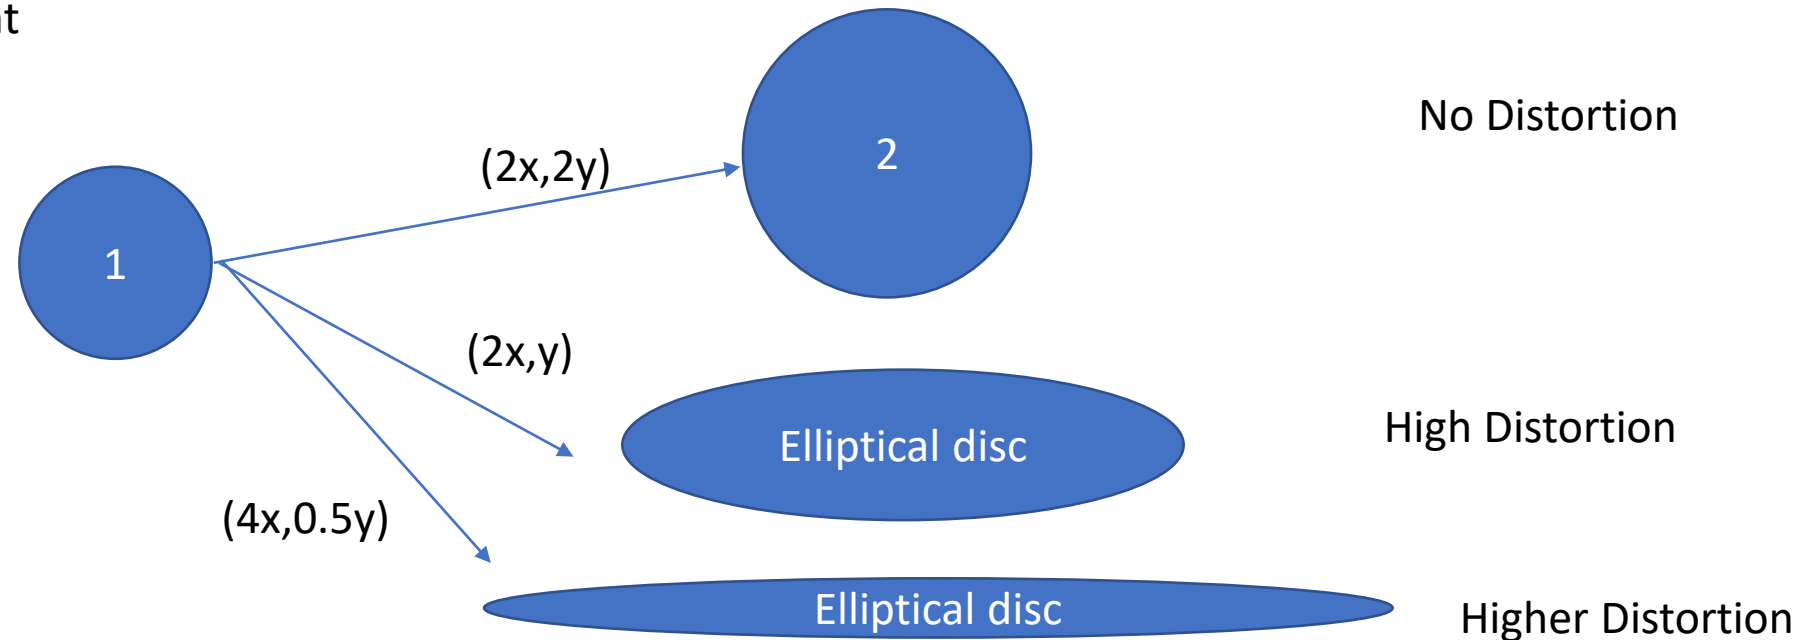 2
No Distortion
(2x,2y)
1
(2x,y)
Elliptical disc
High Distortion
(4x,0.5y)
Elliptical disc
Higher Distortion